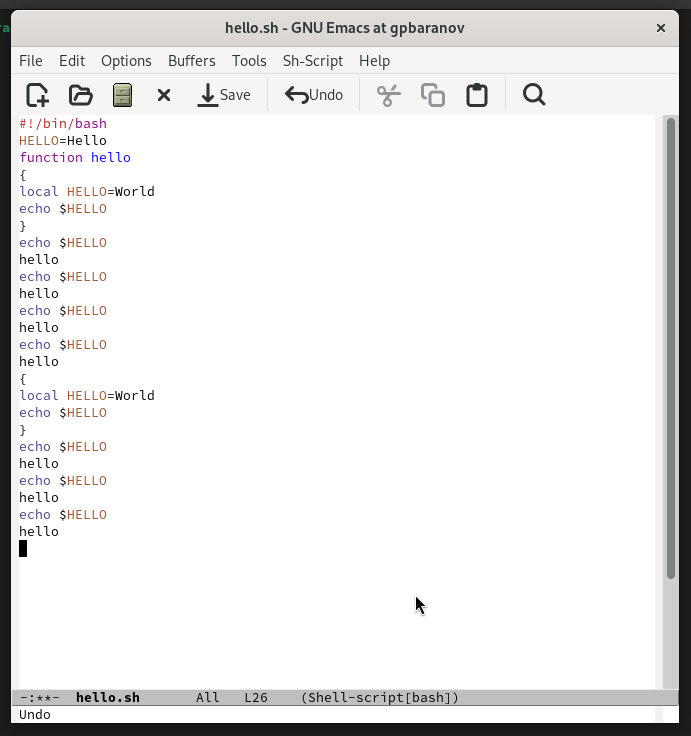 a
hello.sh - GNU Emacs at gpbaranov
File Edit Options Buffers Tools Sh-Script Help
Save Undo
#!/bin/bash
HELLO=Hello
function hello
{
local HELLO=World
echo $HELLO
}
echo $HELLO
hello
echo $HELLO
hello
echo $HELLO
hello
echo $HELLO
hello
{
local HELLO=World
echo $HELLO
}
echo $HELLO
hello
echo $HELLO
hello
echo $HELLO
hello
-:**- hello.sh All L26 (Shell-script[bash])
Undo